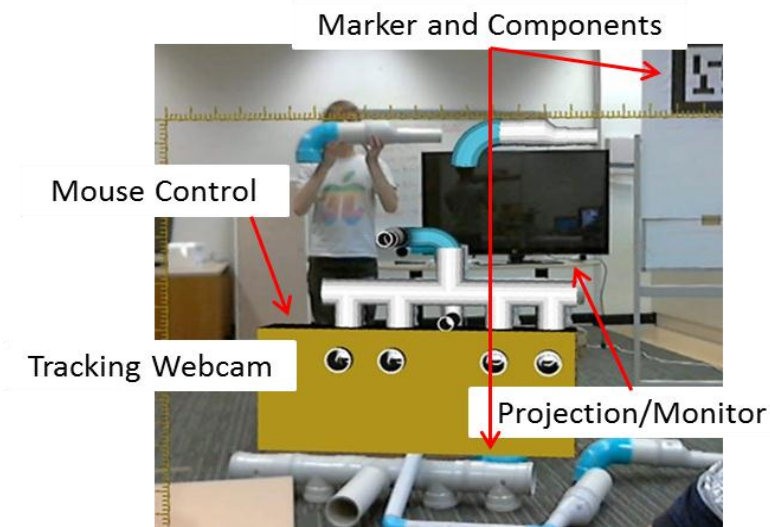 Marker and Components
Mouse Control
Tracking Webcam
Projection/Monitor